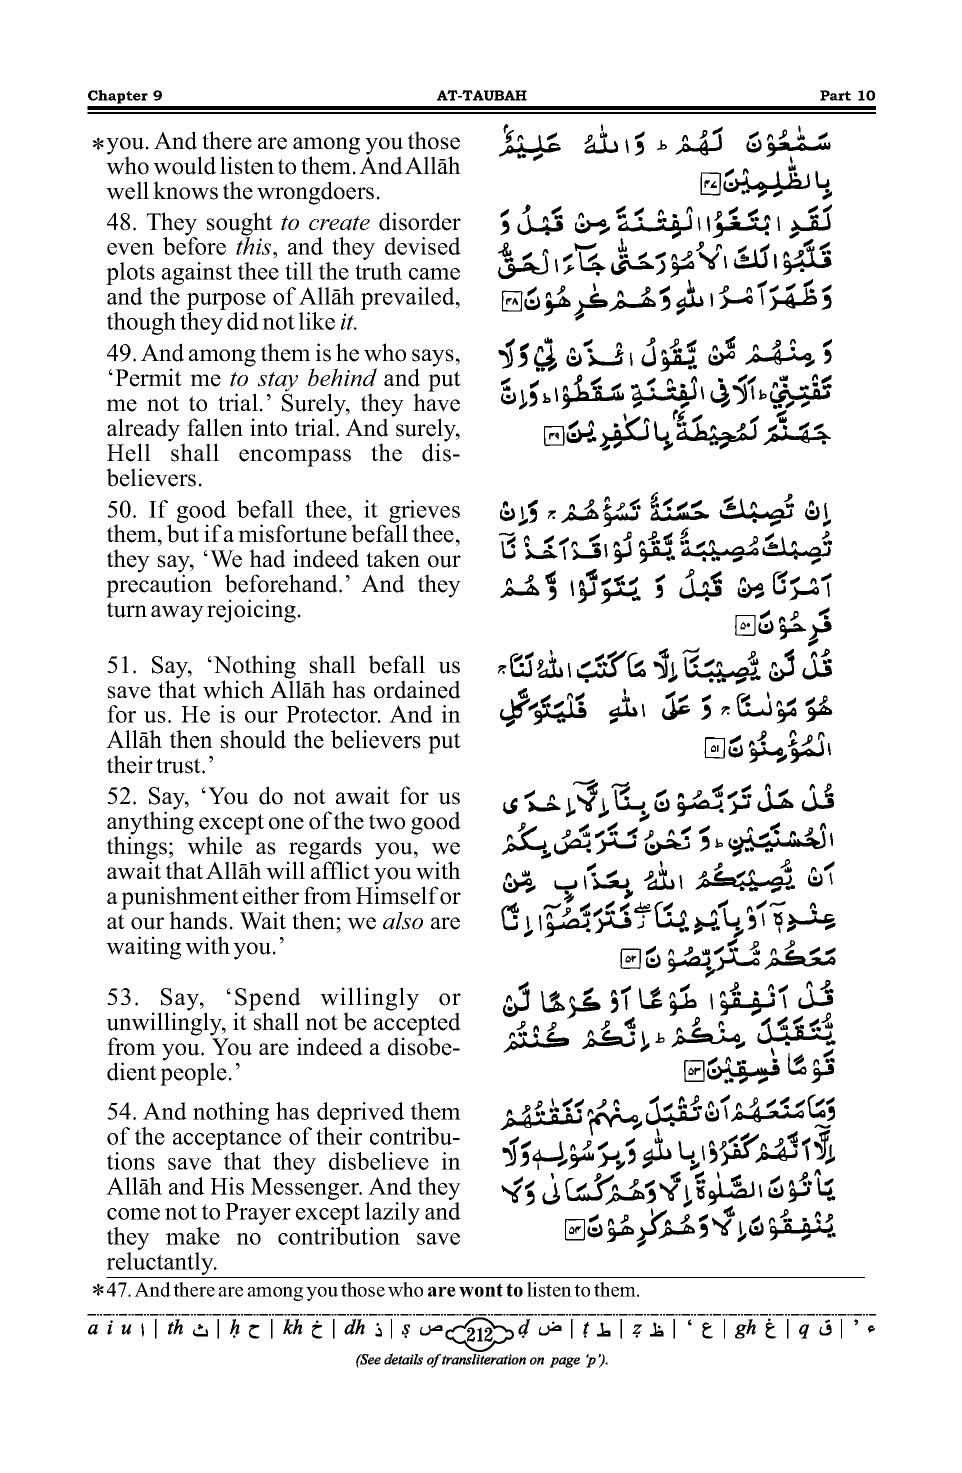 Chapter 9 AT-TAUBAH Part 10
*you. And there are among you those
who would listen to them. And Allāh
well knows the wrongdoers.
سَمّٰعُوْنَ لَهُمْ ؕ وَاللّٰهُ عَلِيْمٌۢ
بِالظّٰلِمِيْنَ ۴۷
48. They sought to create disorder
even before this, and they devised
plots against thee till the truth came
and the purpose of Allāh prevailed,
though they did not like it.
لَقَدِ ابْتَغَوُا الْفِتْنَةَ مِنْ قَبْلُ وَ
قَلَّبُوْا لَكَ الْاُمُوْرَ حَتّٰى جَآءَ الْحَقُّ
وَظَهَرَ اَمْرُ اللّٰهِ وَهُمْ كٰرِهُوْنَ ۴۸
49. And among them is he who says,
‘Permit me to stay behind and put
me not to trial.’ Surely, they have
already fallen into trial. And surely,
Hell shall encompass the dis-
believers.
وَ مِنْهُمْ مَّنْ يَّقُوْلُ ائْذَنْ لِّيْ وَلَا
تَفْتِنِّيْ ؕ اَلَا فِي الْفِتْنَةِ سَقَطُوْا ؕ وَاِنَّ
جَهَنَّمَ لَمُحِيْطَةٌۢ بِالْكٰفِرِيْنَ ۴۹
50. If good befall thee, it grieves
them, but if a misfortune befall thee,
they say, ‘We had indeed taken our
precaution beforehand.’ And they
turn away rejoicing.
اِنْ تُصِبْكَ حَسَنَةٌ تَسُؤْهُمْ ۚ وَاِنْ
تُصِبْكَ مُصِيْبَةٌ يَّقُوْلُوْا قَدْ اَخَذْنَآ
اَمْرَنَا مِنْ قَبْلُ وَ يَتَوَلَّوْا وَّهُمْ
فَرِحُوْنَ ۵۰
51. Say, ‘Nothing shall befall us
save that which Allāh has ordained
for us. He is our Protector. And in
Allāh then should the believers put
their trust.’
قُلْ لَّنْ يُّصِيْبَنَآ اِلَّا مَا كَتَبَ اللّٰهُ لَنَا ۚ
هُوَ مَوْلٰىنَا ۚ وَ عَلَى اللّٰهِ فَلْيَتَوَكَّلِ
الْمُؤْمِنُوْنَ ۵۱
52. Say, ‘You do not await for us
anything except one of the two good
things; while as regards you, we
await that Allāh will afflict you with
a punishment either from Himself or
at our hands. Wait then; we also are
waiting with you.’
قُلْ هَلْ تَرَبَّصُوْنَ بِنَآ اِلَّآ اِحْدَى
الْحُسْنَيَيْنِ ؕ وَ نَحْنُ نَتَرَبَّصُ بِكُمْ
اَنْ يُّصِيْبَكُمُ اللّٰهُ بِعَذَابٍ مِّنْ
عِنْدِهٖٓ اَوْ بِاَيْدِيْنَا ۖ فَتَرَبَّصُوْٓا اِنَّا
مَعَكُمْ مُّتَرَبِّصُوْنَ ۵۲
53. Say, ‘Spend willingly or
unwillingly, it shall not be accepted
from you. You are indeed a disobe-
dient people.’
قُلْ اَنْفِقُوْا طَوْعًا اَوْ كَرْهًا لَّنْ
يُّتَقَبَّلَ مِنْكُمْ ؕ اِنَّكُمْ كُنْتُمْ
قَوْمًا فٰسِقِيْنَ ۵۳
54. And nothing has deprived them
of the acceptance of their contribu-
tions save that they disbelieve in
Allāh and His Messenger. And they
come not to Prayer except lazily and
they make no contribution save
reluctantly.
وَمَا مَنَعَهُمْ اَنْ تُقْبَلَ مِنْهُمْ نَفَقٰتُهُمْ
اِلَّآ اَنَّهُمْ كَفَرُوْا بِاللّٰهِ وَبِرَسُوْلِهٖ وَلَا
يَاْتُوْنَ الصَّلٰوةَ اِلَّا وَهُمْ كُسَالٰى وَلَا
يُنْفِقُوْنَ اِلَّا وَهُمْ كٰرِهُوْنَ ۵۴
*47. And there are among you those who are wont to listen to them.
a i u ا | th ث | ḥ ح | kh خ | dh ذ | ṣ ص 212 ḍ ض | ṭ ط | ẓ ظ | ‘ ع | gh غ | q ق | ’ ء
(See details of transliteration on page ‘p’).